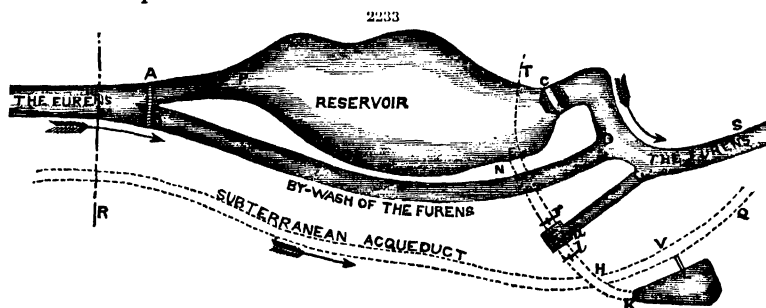 2233
A
P
T
C
THE FURENS
RESERVOIR
S
D
THE FURENS
N
BY-WASH OF THE FURENS
R
SUBTERRANEAN ACQUEDUCT
Q
V
H
K